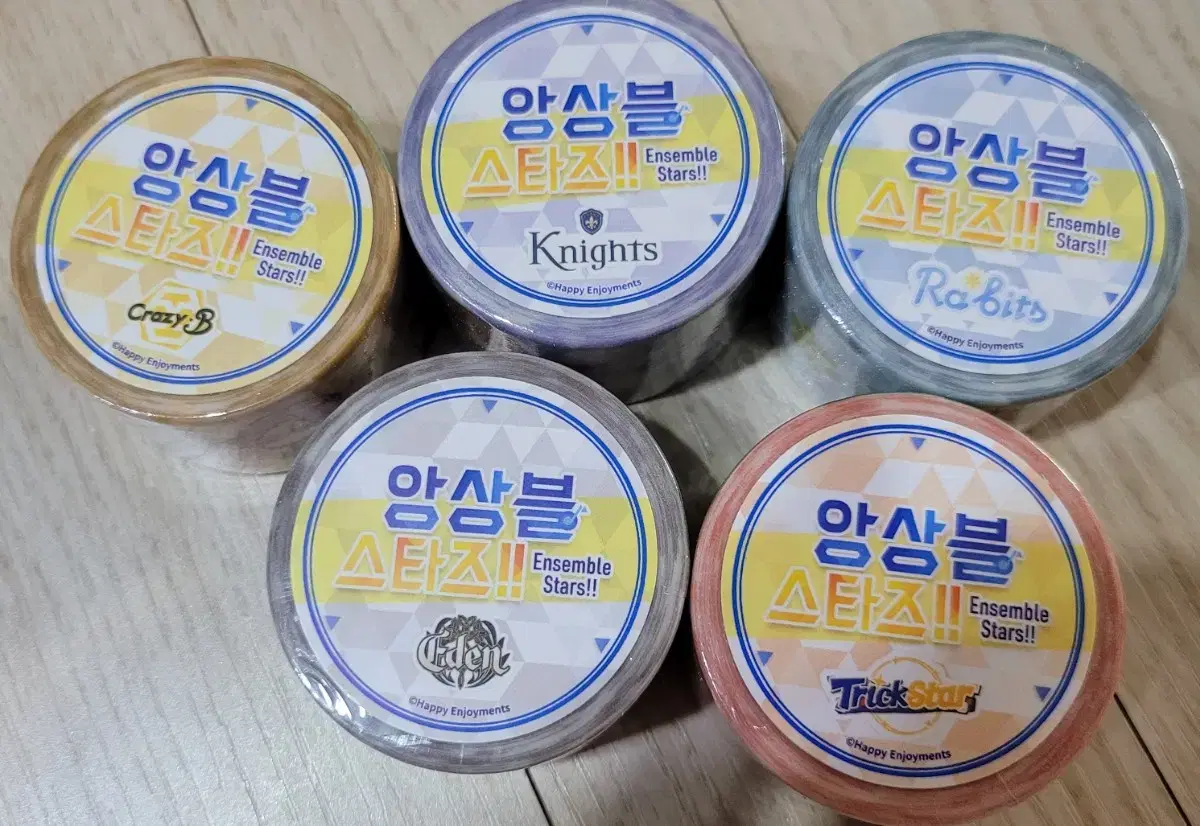 앙상블
스타즈!!
Ensemble
Stars!!
Crazy:B
©Happy Enjoyments
앙상블
스타즈!!
Ensemble
Stars!!
Knights
©Happy Enjoyments
앙상블
스타즈!!
Ensemble
Stars!!
Ra*bits
©Happy Enjoyments
앙상블
스타즈!!
Ensemble
Stars!!
Eden
©Happy Enjoyments
앙상블
스타즈!!
Ensemble
Stars!!
TrickStar
©Happy Enjoyments